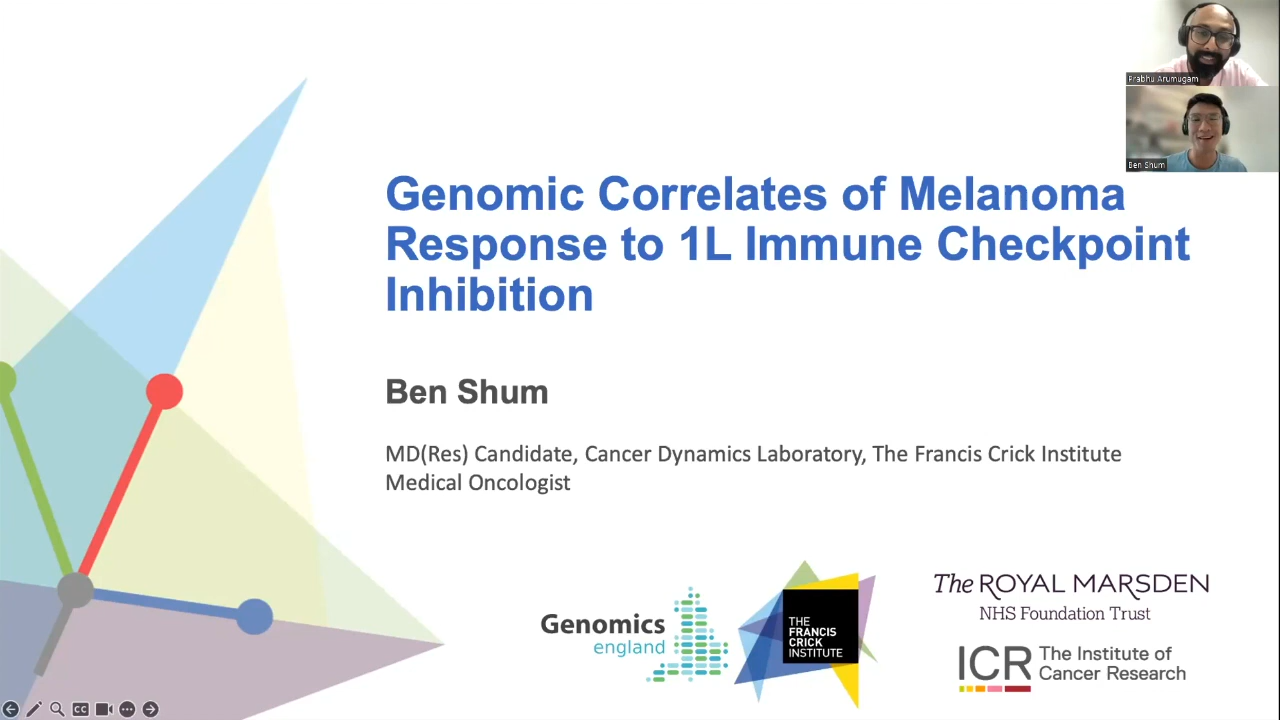 Prabhu Arumugam
Ben Shum
Genomic Correlates of Melanoma
Response to 1L Immune Checkpoint
Inhibition
Ben Shum
MD(Res) Candidate, Cancer Dynamics Laboratory, The Francis Crick Institute
Medical Oncologist
Genomics
england
THE
FRANCIS
CRICK
INSTITUTE
The ROYAL MARSDEN
NHS Foundation Trust
ICR The Institute of
Cancer Research
CC